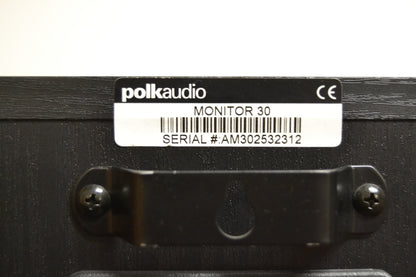 polkaudio CE
MONITOR 30
SERIAL #:AM302532312